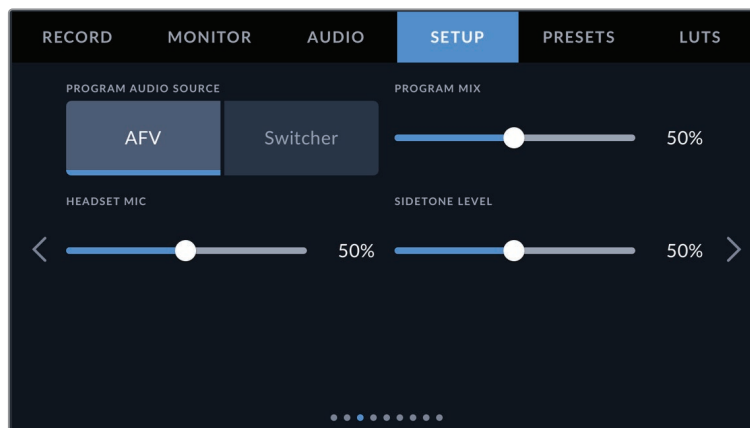 RECORD MONITOR AUDIO SETUP PRESETS LUTS
PROGRAM AUDIO SOURCE PROGRAM MIX
AFV Switcher 50%
HEADSET MIC SIDETONE LEVEL
50% 50%